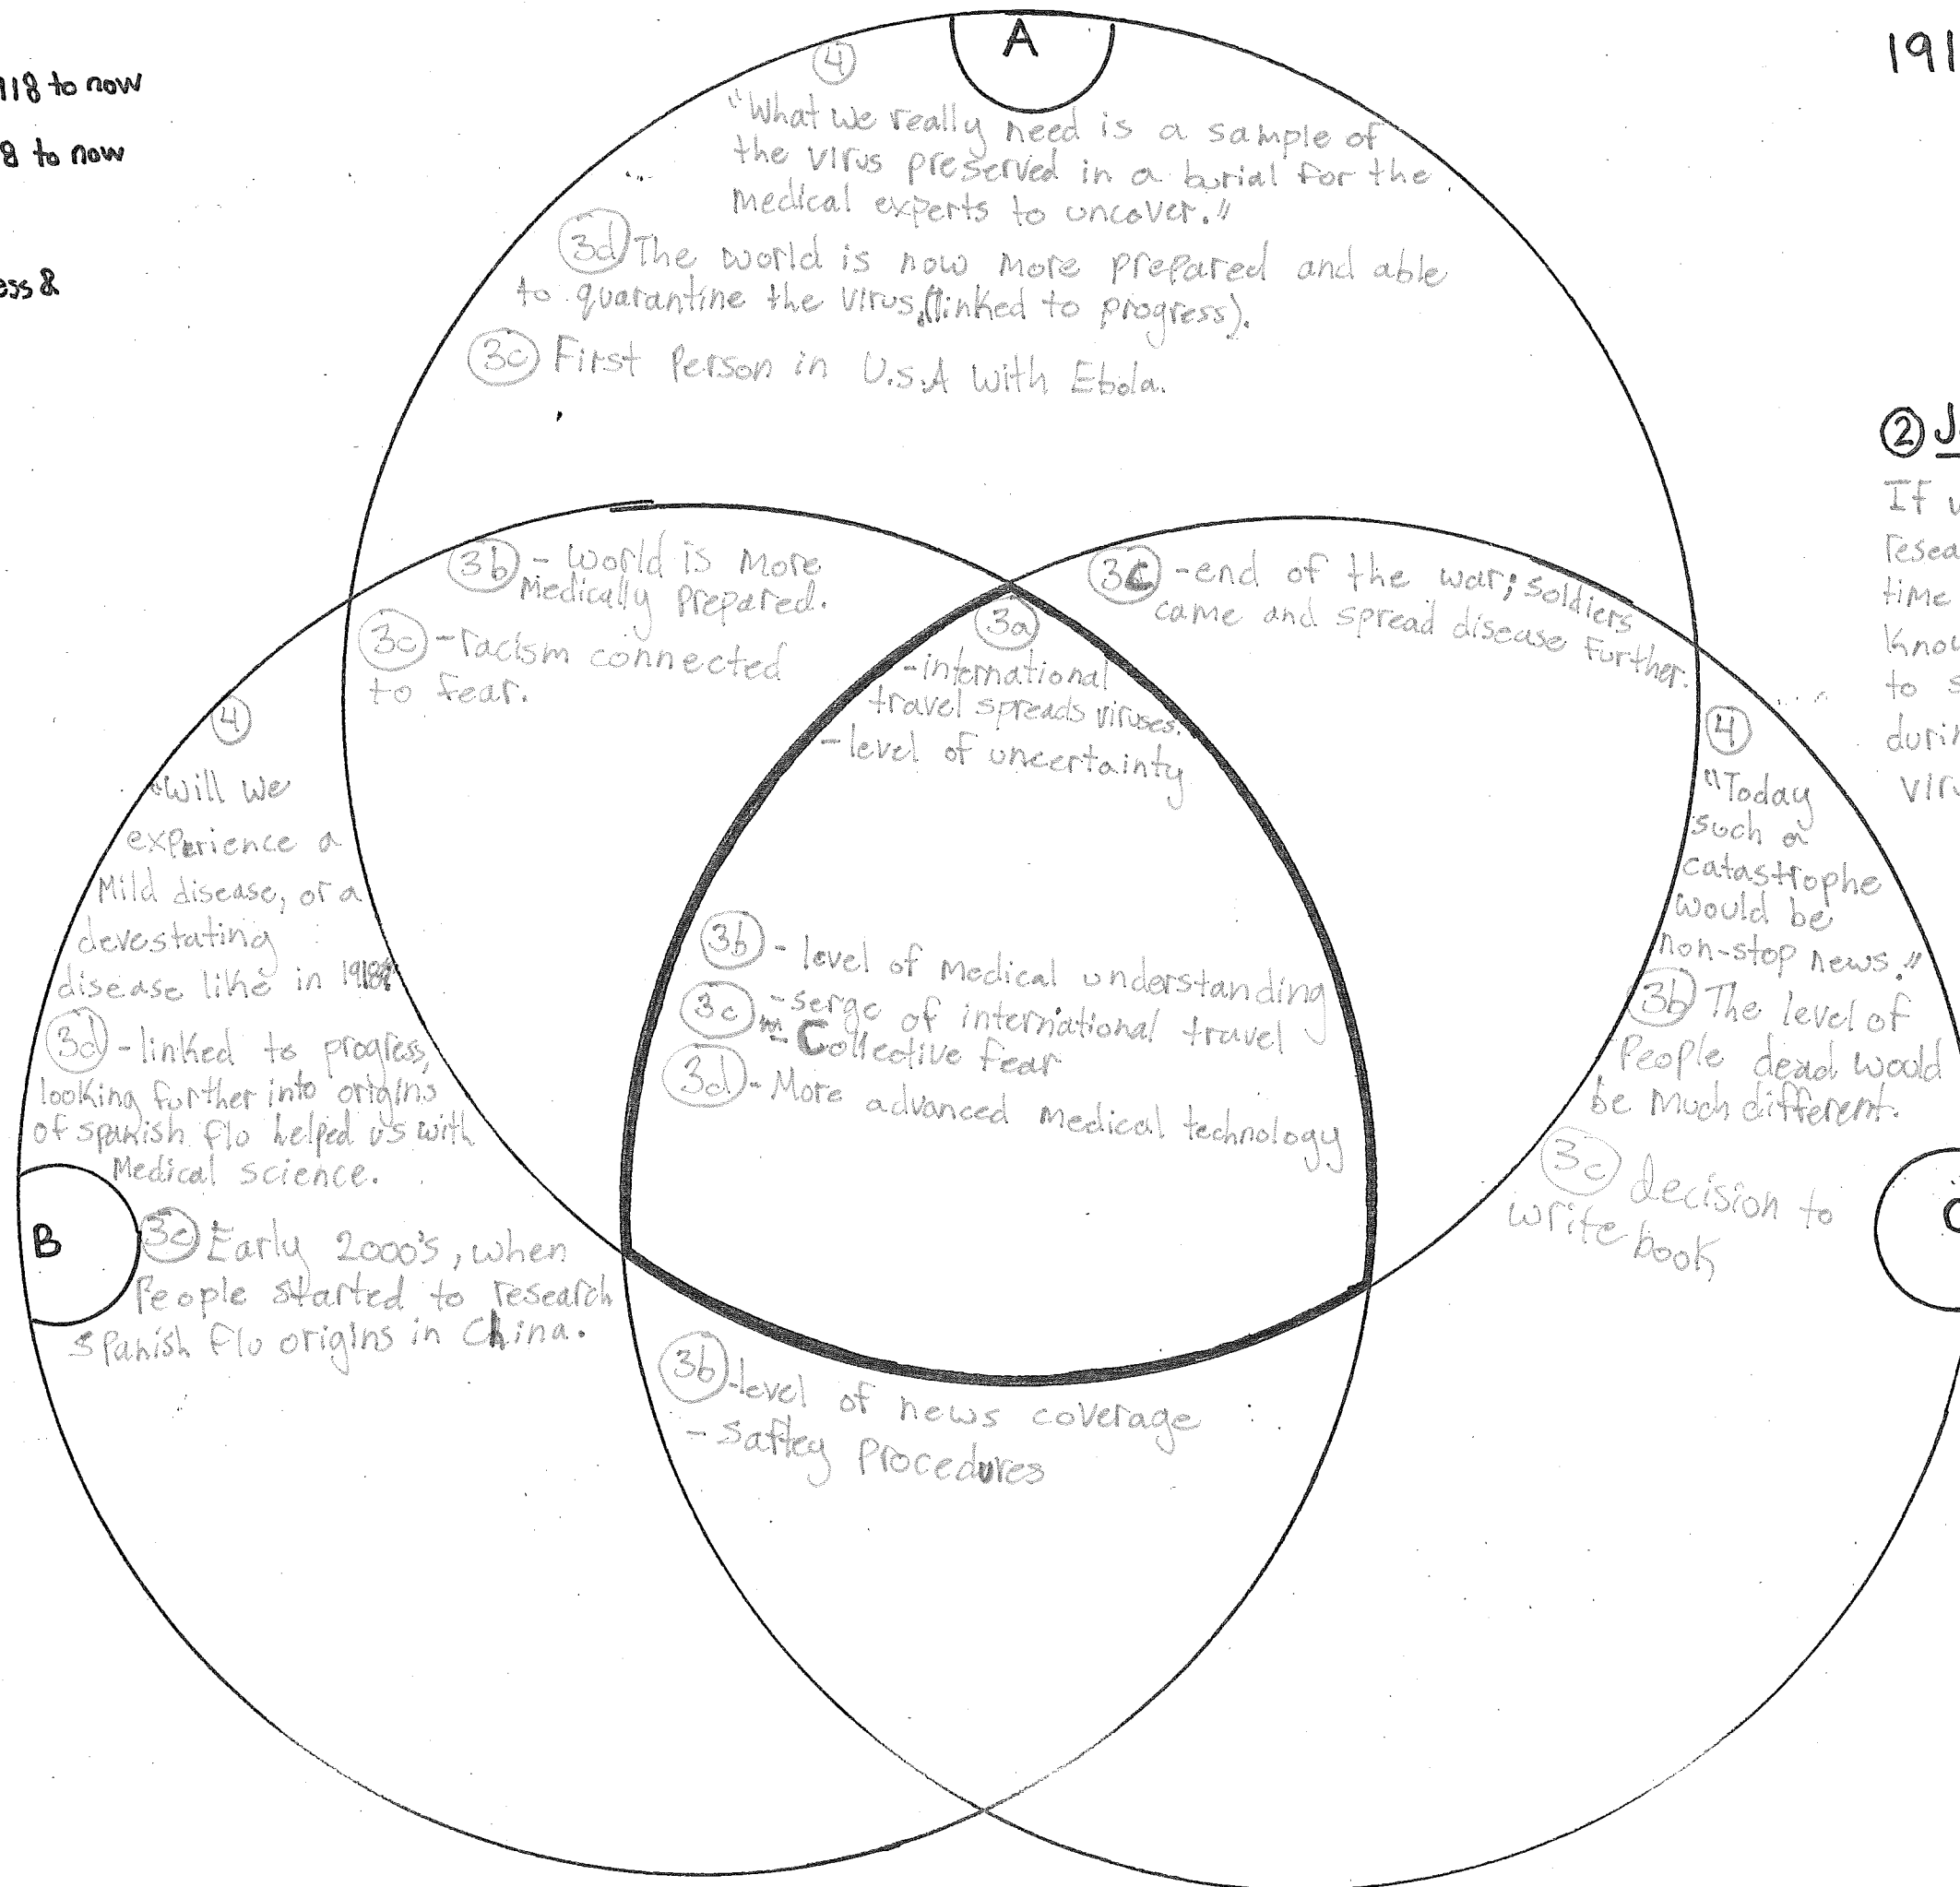 118 to now
8 to now
ess &
A
191
4
"What we really need is a sample of
the virus preserved in a burial for the
medical experts to uncover."
3d The world is now more prepared and able
to quarantine the virus, (linked to progress).
3c First Person in U.S.A with Ebola.
2 J
If
resea
time
Know
to s
durin
viru
3b - world is more
Medically prepared.
3c - racism connected
to fear.
3c - end of the war; soldiers
came and spread disease further.
3a
- international
travel spreads viruses.
- level of uncertainty
4
"Will we
experience a
Mild disease, or a
devestating
disease like in 1918?"
3d - linked to progress,
looking further into origins
of spanish flo helped us with
Medical science.
B
3c Early 2000's, when
People started to research
spanish flu origins in China.
3b - level of medical understanding
3c - serge of international travel
- Collective fear
3d - More advanced medical technology
4
"Today
such a
catastrophe
would be
non-stop news."
3b The level of
People dead would
be much different.
3c decision to
write book
C
3b - level of news coverage
- saftey procedures